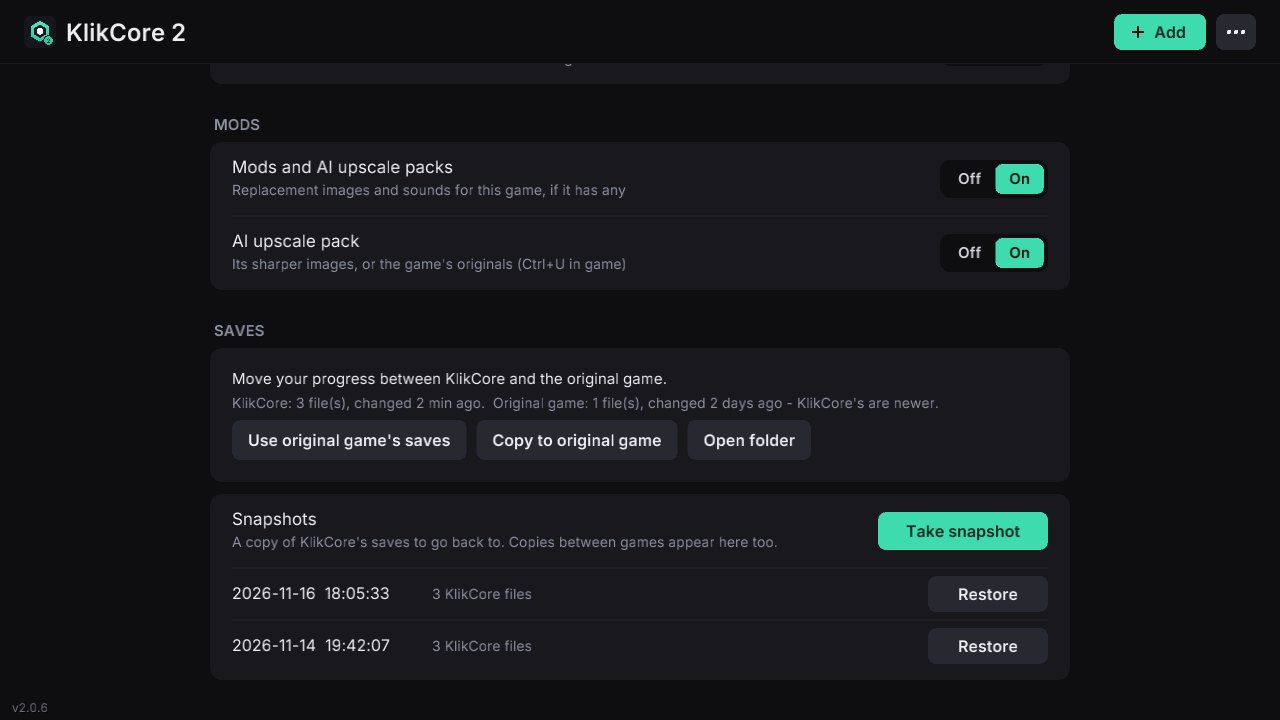 KlikCore 2
+ Add
MODS
Mods and AI upscale packs
Replacement images and sounds for this game, if it has any
Off On
AI upscale pack
Its sharper images, or the game's originals (Ctrl+U in game)
Off On
SAVES
Move your progress between KlikCore and the original game.
KlikCore: 3 file(s), changed 2 min ago. Original game: 1 file(s), changed 2 days ago - KlikCore's are newer.
Use original game's saves Copy to original game Open folder
Snapshots
A copy of KlikCore's saves to go back to. Copies between games appear here too.
Take snapshot
2026-11-16 18:05:33 3 KlikCore files Restore
2026-11-14 19:42:07 3 KlikCore files Restore
v2.0.6